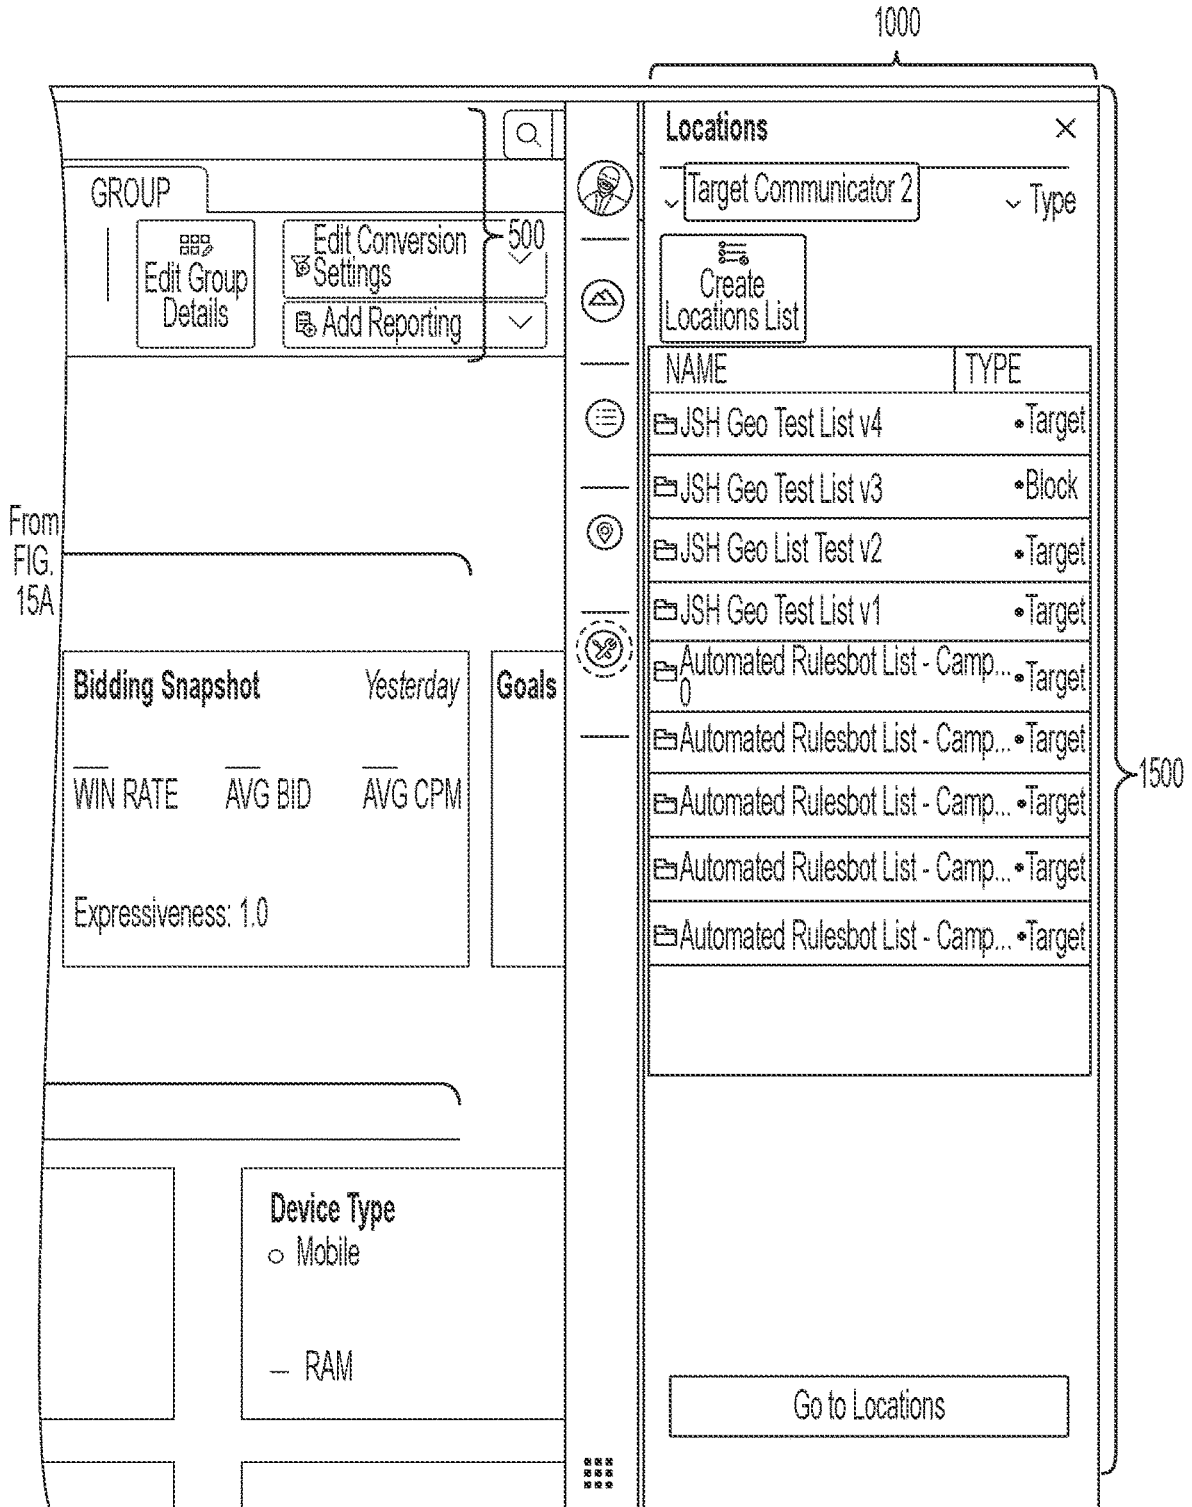 1000
Locations
GROUP
Target Communicator 2
Type
500
Edit Conversion
Settings
Edit Group
Details
Add Reporting
Create
Locations List
NAME TYPE
JSH Geo Test List v4 •Target
JSH Geo Test List v3 •Block
JSH Geo List Test v2 •Target
JSH Geo Test List v1 •Target
Automated Rulesbot List - Camp... •Target
0
Automated Rulesbot List - Camp... •Target
Automated Rulesbot List - Camp... •Target
Automated Rulesbot List - Camp... •Target
Automated Rulesbot List - Camp... •Target
1500
From
FIG.
15A
Bidding Snapshot Yesterday
Goals
WIN RATE AVG BID AVG CPM
Expressiveness: 1.0
Device Type
Mobile
RAM
Go to Locations